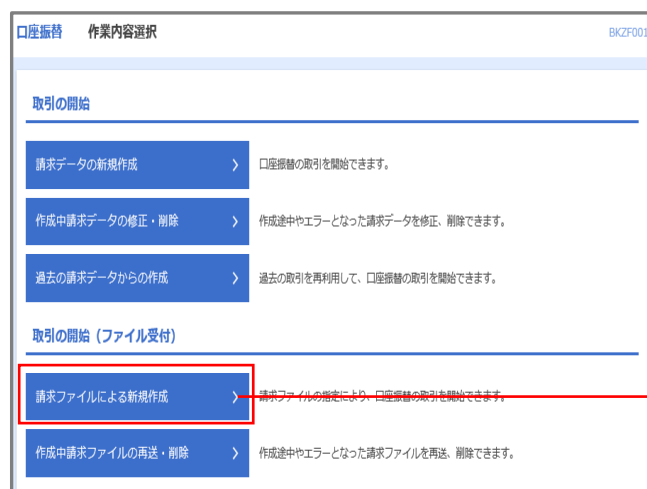 口座振替 作業内容選択 BKZF001
取引の開始
請求データの新規作成 口座振替の取引を開始できます。
作成中請求データの修正・削除 作成途中やエラーとなった請求データを修正、削除できます。
過去の請求データからの作成 過去の取引を再利用して、口座振替の取引を開始できます。
取引の開始（ファイル受付）
請求ファイルによる新規作成 請求ファイルの指定により、口座振替の取引を開始できます。
作成中請求ファイルの再送・削除 作成途中やエラーとなった請求ファイルを再送、削除できます。